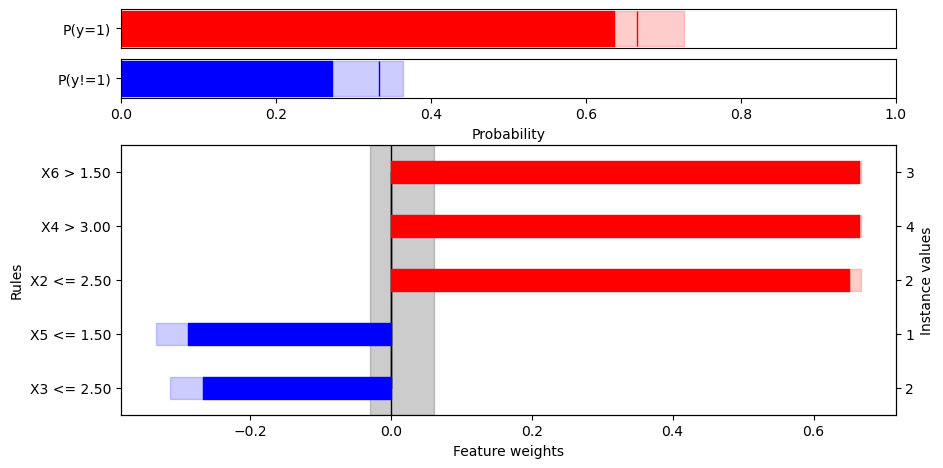 P(y=1)
P(y!=1)
0.0 0.2 0.4 0.6 0.8 1.0
Probability
X6 > 1.50 3
X4 > 3.00 4
X2 <= 2.50 2
X5 <= 1.50 1
X3 <= 2.50 2
Rules
Instance values
−0.2 0.0 0.2 0.4 0.6
Feature weights